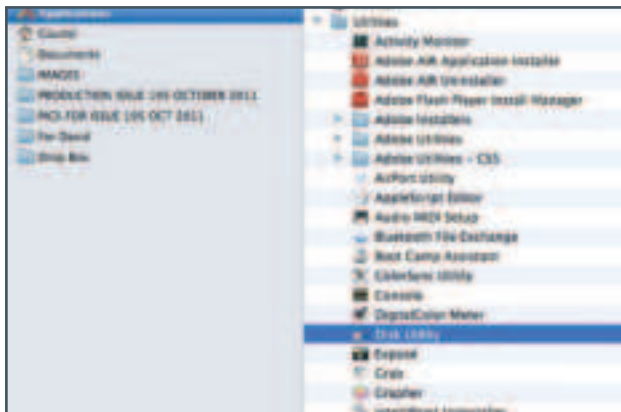 Applications
Documents
IMAGES
PRODUCTION ISSUE 195 OCTOBER 2011
PICS FOR ISSUE 195 OCT 2011
For David
Drop Box
Utilities
Activity Monitor
Adobe AIR Application Installer
Adobe AIR Uninstaller
Adobe Flash Player Install Manager
Adobe Installers
Adobe Utilities
Adobe Utilities - CS5
AirPort Utility
AppleScript Editor
Audio MIDI Setup
Bluetooth File Exchange
Boot Camp Assistant
ColorSync Utility
Console
DigitalColor Meter
Disk Utility
Exposé
Grab
Grapher